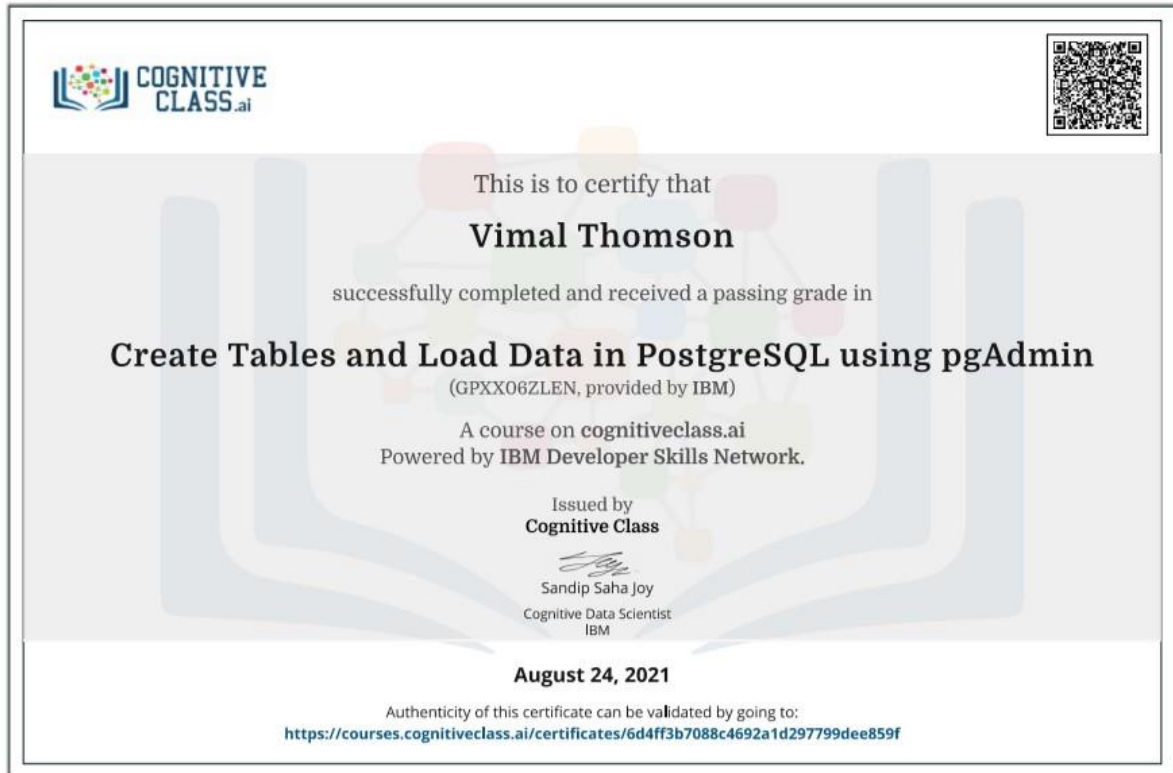 COGNITIVE
CLASS.ai
This is to certify that
Vimal Thomson
successfully completed and received a passing grade in
Create Tables and Load Data in PostgreSQL using pgAdmin
(GPXX06ZLEN, provided by IBM)
A course on cognitiveclass.ai
Powered by IBM Developer Skills Network.
Issued by
Cognitive Class
Sandip Saha Joy
Cognitive Data Scientist
IBM
August 24, 2021
Authenticity of this certificate can be validated by going to:
https://courses.cognitiveclass.ai/certificates/6d4ff3b7088c4692a1d297799dee859f